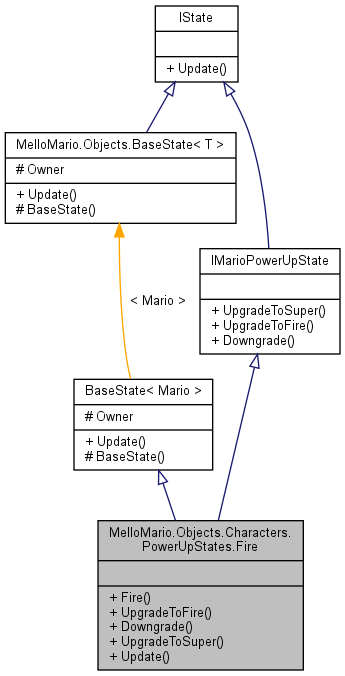 IState
+ Update()
MelloMario.Objects.BaseState< T >
# Owner
+ Update()
# BaseState()
IMarioPowerUpState
+ UpgradeToSuper()
+ UpgradeToFire()
+ Downgrade()
< Mario >
BaseState< Mario >
# Owner
+ Update()
# BaseState()
MelloMario.Objects.Characters.
PowerUpStates.Fire
+ Fire()
+ UpgradeToFire()
+ Downgrade()
+ UpgradeToSuper()
+ Update()